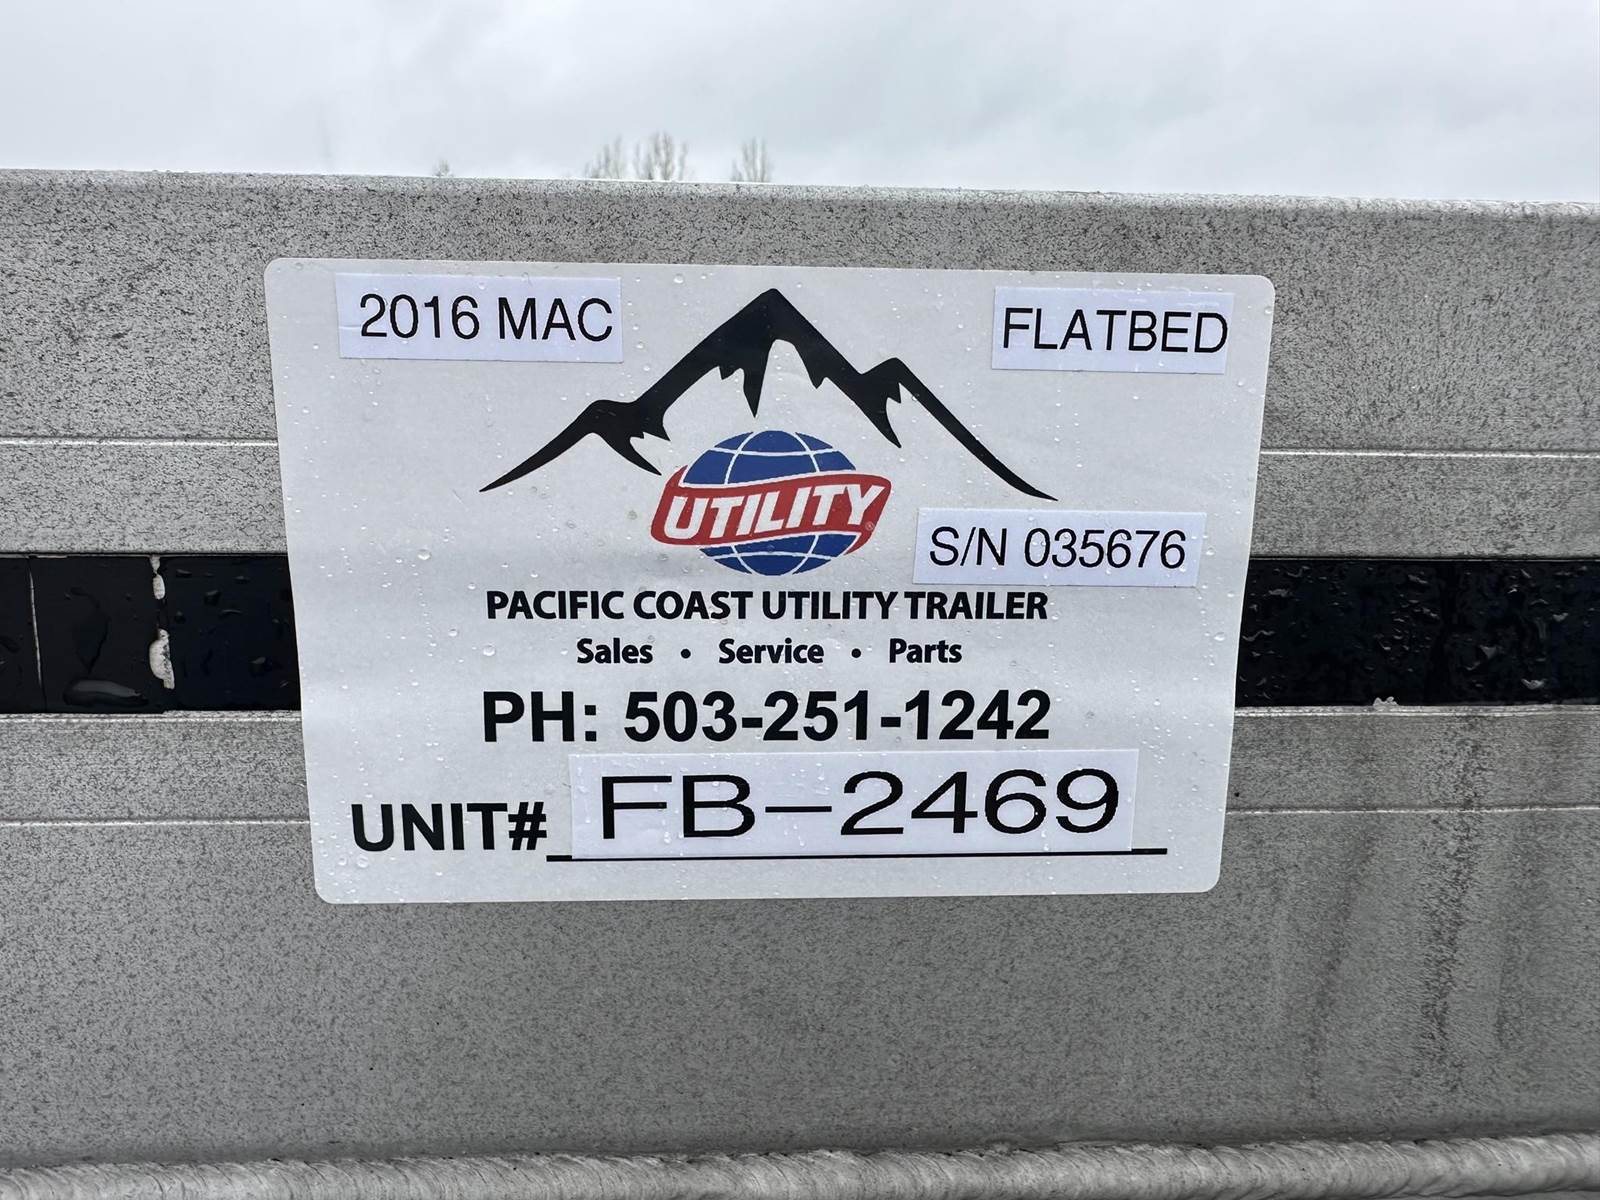 2016 MAC
FLATBED
UTILITY®
S/N 035676
PACIFIC COAST UTILITY TRAILER
Sales • Service • Parts
PH: 503-251-1242
UNIT# FB-2469